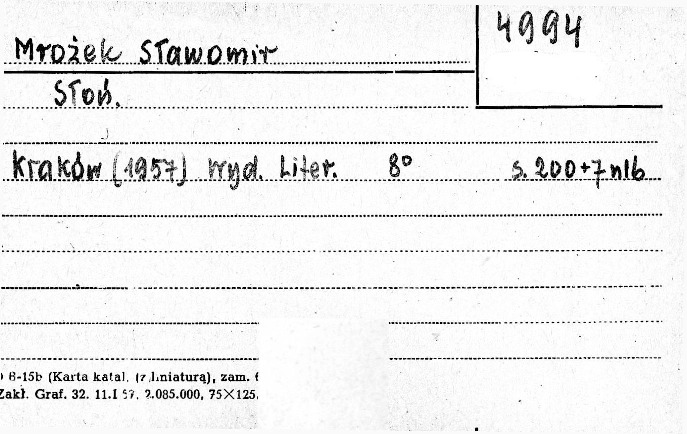 4994
Mrożek Sławomir
Słoń.
Kraków (1957) Wyd. Liter. 8° s. 200+7 nlb
6-15b (Karta katal. (z liniaturą), zam.
Zakł. Graf. 32. 11.I 57. 2.085.000, 75×125.